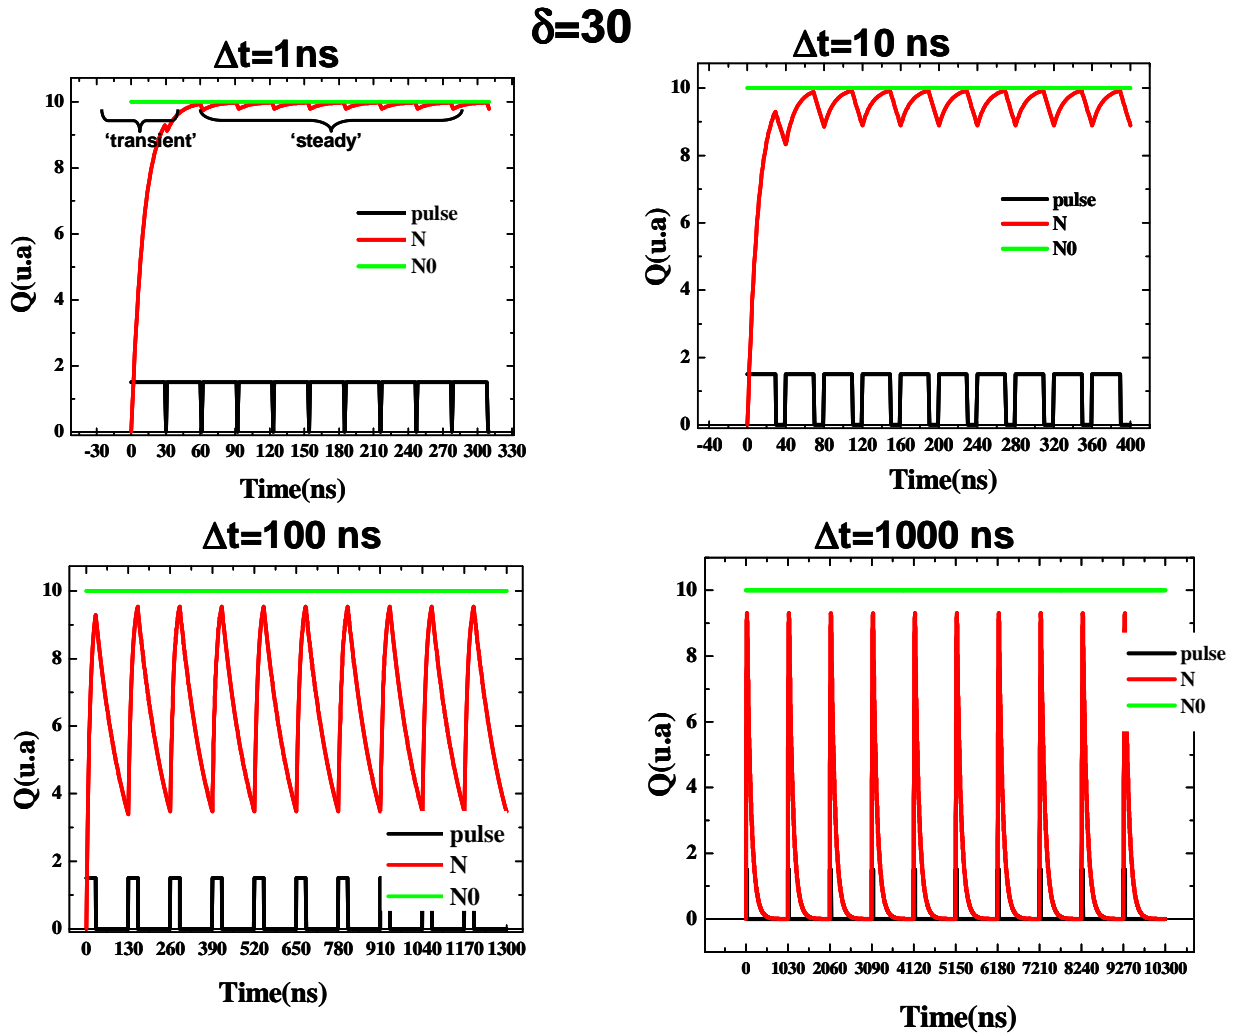 δ=30
Δt=1ns
10
8
6
4
2
0
Q(u.a)
'transient'
'steady'
pulse
N
N0
-30 0 30 60 90 120 150 180 210 240 270 300 330
Time(ns)
Δt=10 ns
10
8
6
4
2
0
Q(u.a)
pulse
N
N0
-40 0 40 80 120 160 200 240 280 320 360 400
Time(ns)
Δt=100 ns
10
8
6
4
2
0
Q(u.a)
pulse
N
N0
0 130 260 390 520 650 780 910 1040 1170 1300
Time(ns)
Δt=1000 ns
10
8
6
4
2
0
Q(u.a)
pulse
N
N0
0 1030 2060 3090 4120 5150 6180 7210 8240 9270 10300
Time(ns)